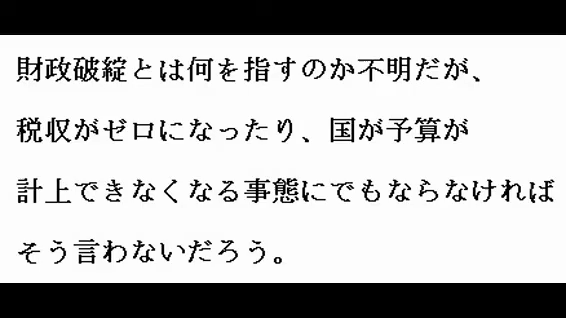 財政破綻とは何を指すのか不明だが、
税収がゼロになったり、国が予算が
計上できなくなる事態にでもならなければ
そう言わないだろう。